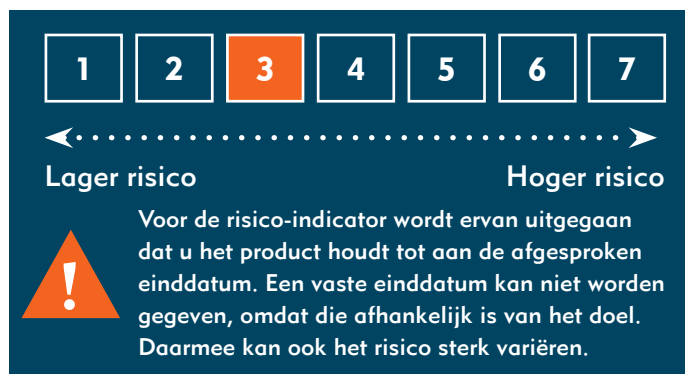 1 2 3 4 5 6 7
Lager risico Hoger risico
!
Voor de risico-indicator wordt ervan uitgegaan
dat u het product houdt tot aan de afgesproken
einddatum. Een vaste einddatum kan niet worden
gegeven, omdat die afhankelijk is van het doel.
Daarmee kan ook het risico sterk variëren.